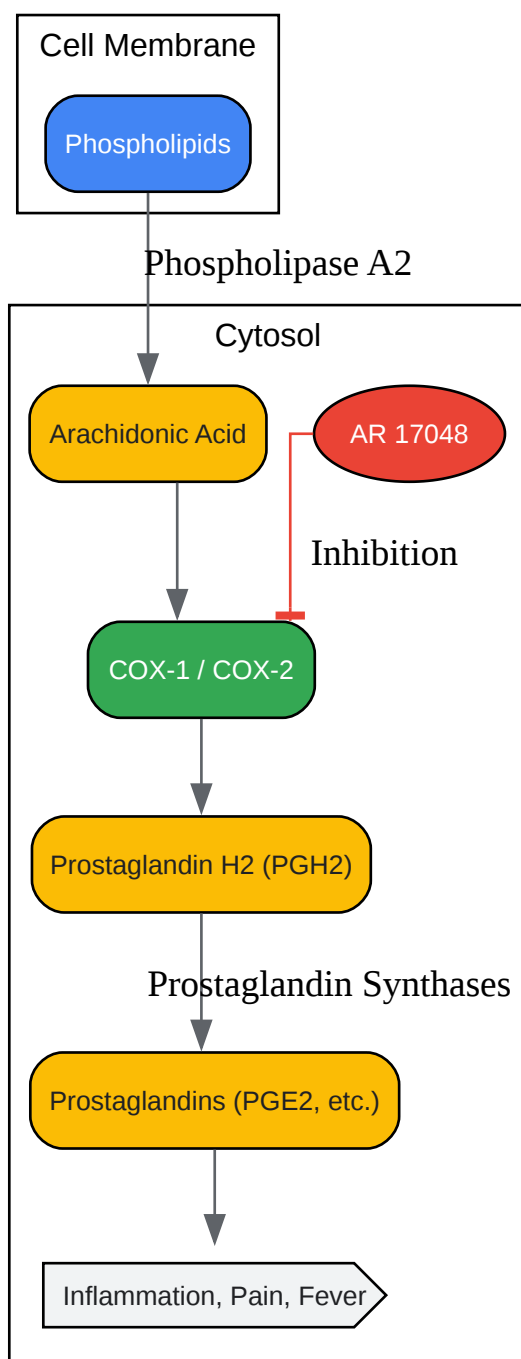 Cell Membrane
Phospholipids
Phospholipase A2
Cytosol
Arachidonic Acid
AR 17048
Inhibition
COX-1 / COX-2
Prostaglandin H2 (PGH2)
Prostaglandin Synthases
Prostaglandins (PGE2, etc.)
Inflammation, Pain, Fever